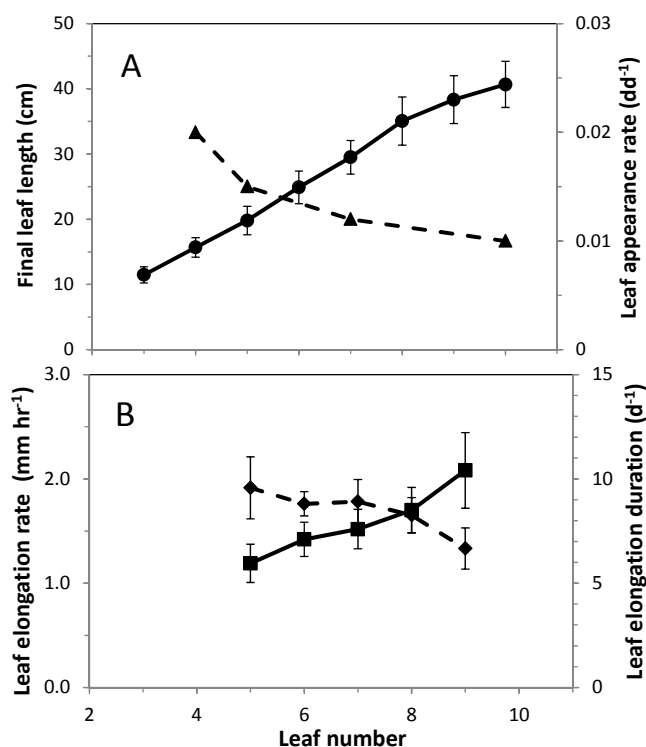 50
40
30
20
10
0
Final leaf length (cm)
A
0.03
0.02
0.01
0
Leaf appearance rate (dd-1)
3.0
2.0
1.0
0.0
Leaf elongation rate (mm hr-1)
B
15
10
5
0
Leaf elongation duration (d-1)
2 4 6 8 10
Leaf number